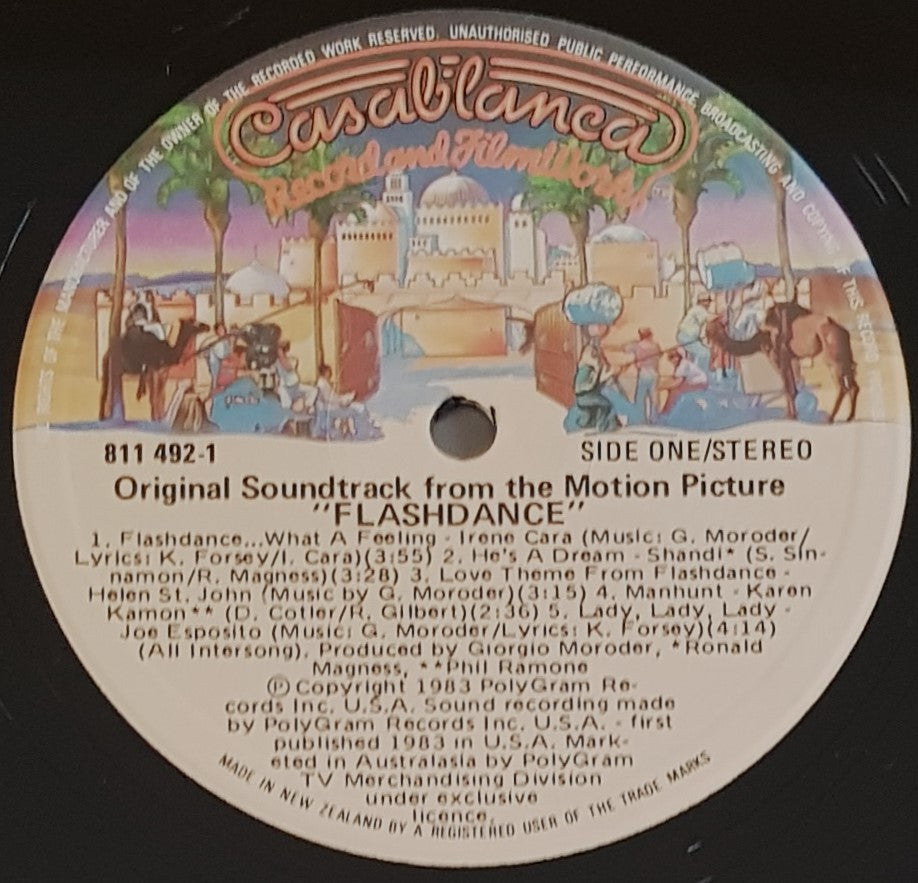 RIGHTS OF THE MANUFACTURER AND OF THE OWNER OF THE RECORDED WORK RESERVED. UNAUTHORISED PUBLIC PERFORMANCE BROADCASTING AND COPYING OF THIS RECORD
Casablanca
Record and FilmWorks
811 492-1
SIDE ONE/STEREO
Original Soundtrack from the Motion Picture
"FLASHDANCE"
1. Flashdance...What A Feeling - Irene Cara (Music: G. Moroder/
Lyrics: K. Forsey/I. Cara)(3:55) 2. He's A Dream - Shandi* (S. Sin-
namon/R. Magness)(3:28) 3. Love Theme From Flashdance -
Helen St. John (Music by G. Moroder)(3:15) 4. Manhunt - Karen
Kamon** (D. Cotler/R. Gilbert)(2:36) 5. Lady, Lady, Lady -
Joe Esposito (Music: G. Moroder/Lyrics: K. Forsey)(4:14)
(All Intersong). Produced by Giorgio Moroder, *Ronald
Magness, **Phil Ramone
Ⓟ Copyright 1983 PolyGram Re-
cords Inc. U.S.A. Sound recording made
by PolyGram Records Inc. U.S.A. - first
published 1983 in U.S.A. Mark-
eted in Australasia by PolyGram
TV Merchandising Division
under exclusive
licence.
MADE IN NEW ZEALAND BY A REGISTERED USER OF THE TRADE MARKS